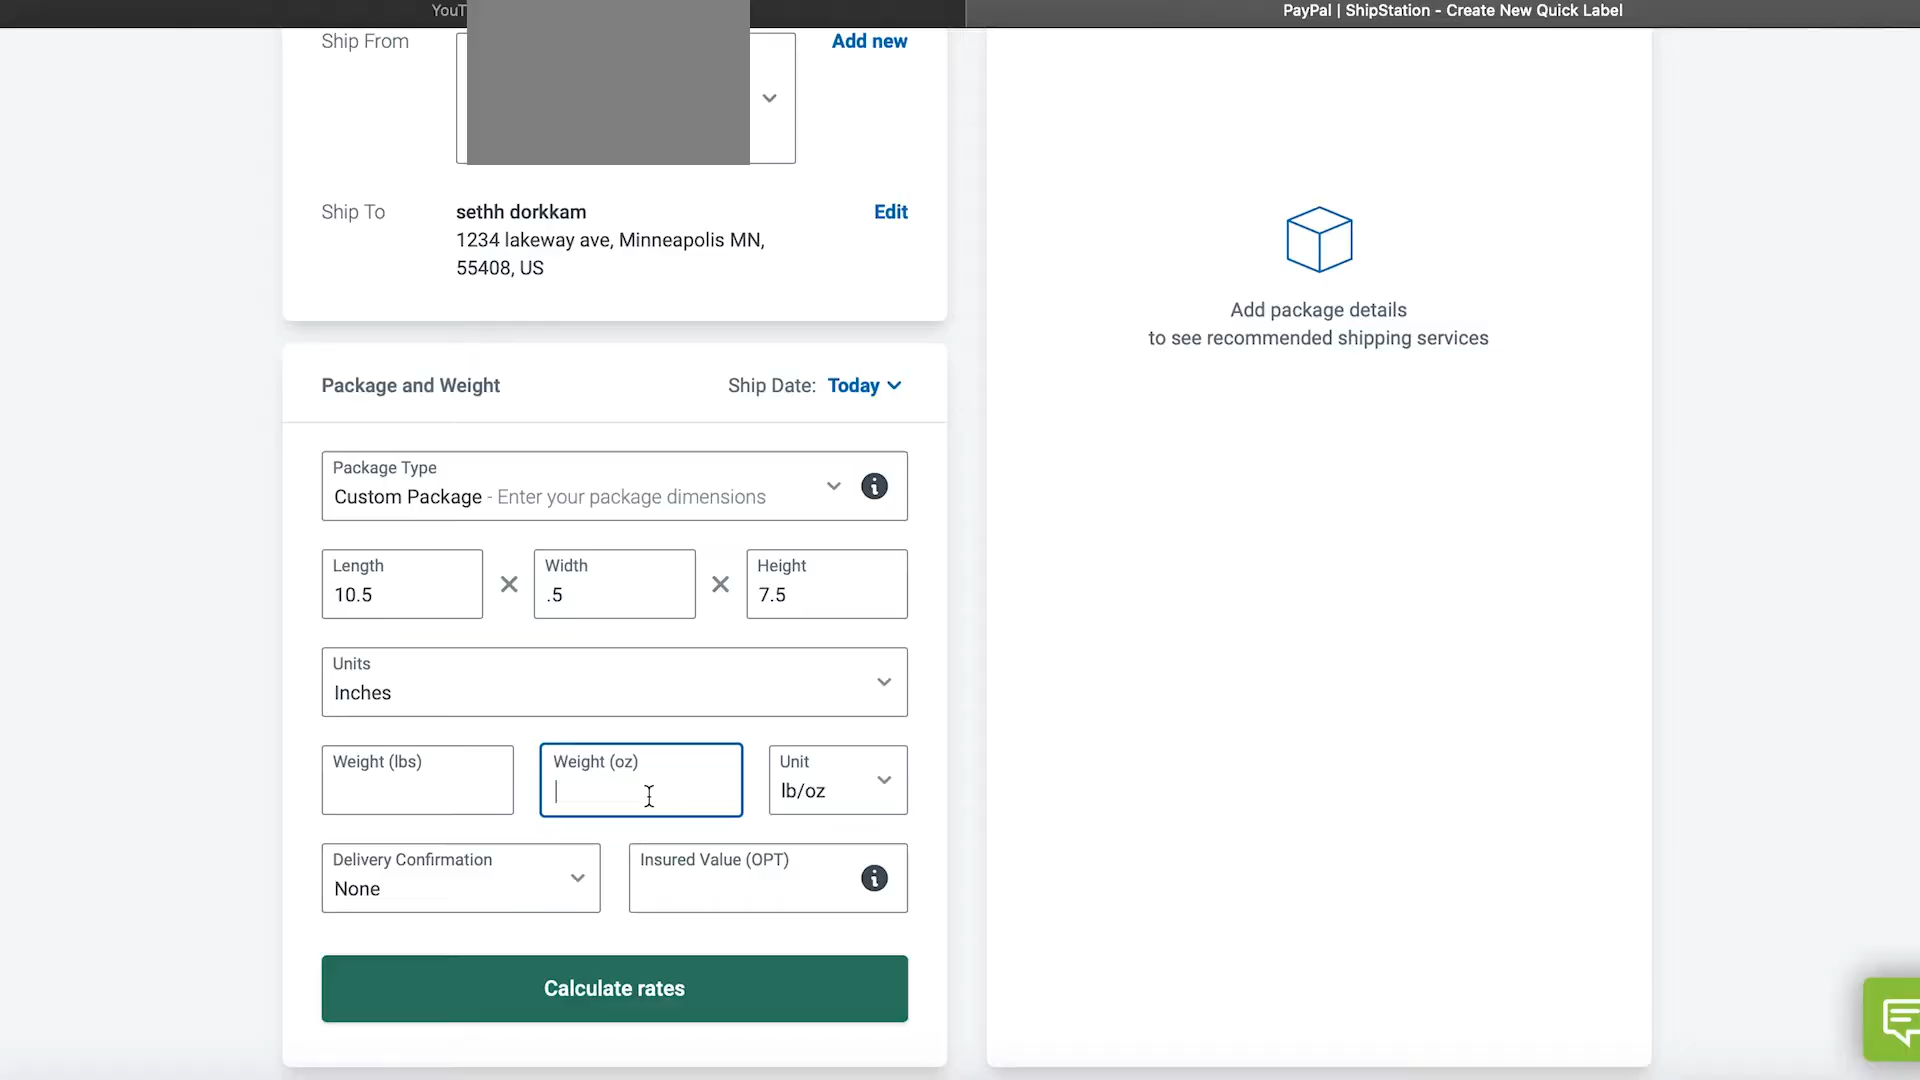 YouT
PayPal | ShipStation - Create New Quick Label
Ship From
Add new
Ship To
sethh dorkkam
Edit
1234 lakeway ave, Minneapolis MN,
55408, US
Add package details
to see recommended shipping services
Package and Weight
Ship Date: Today
Package Type
Custom Package - Enter your package dimensions
Length
10.5
Width
.5
Height
7.5
Units
Inches
Weight (lbs)
Weight (oz)
Unit
lb/oz
Delivery Confirmation
None
Insured Value (OPT)
Calculate rates